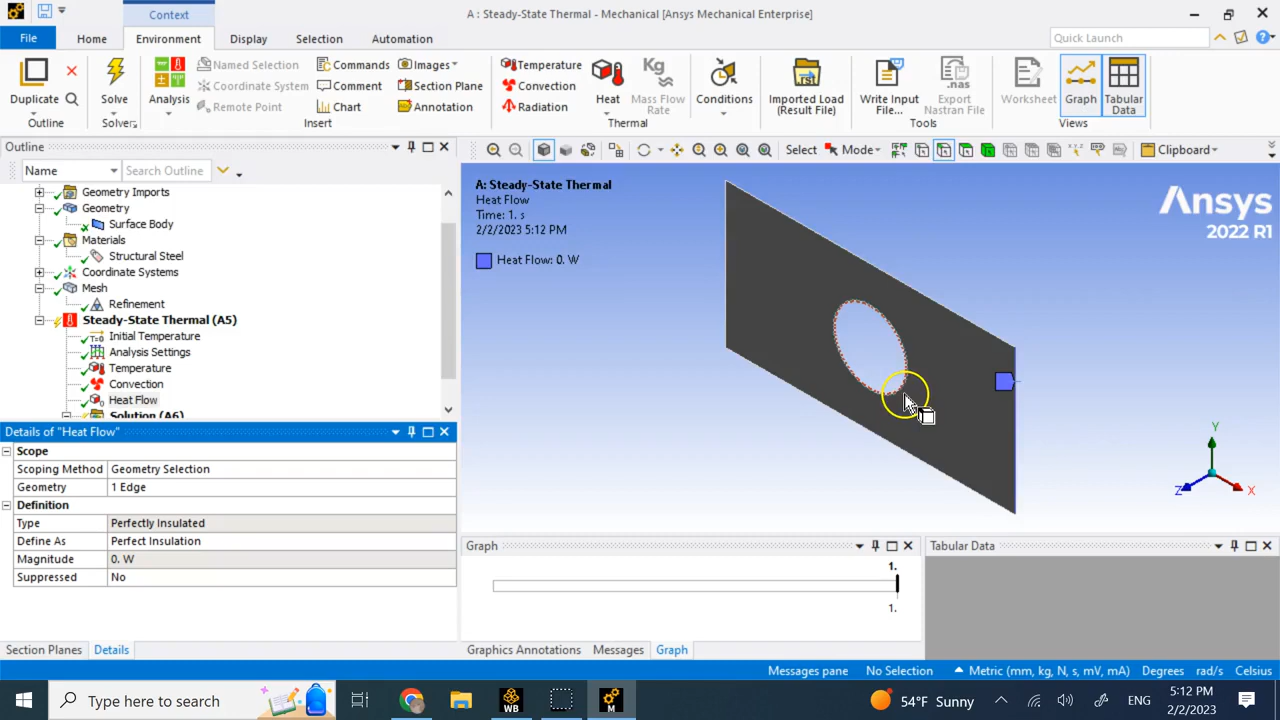 Context
A : Steady-State Thermal - Mechanical [Ansys Mechanical Enterprise]
File
Home
Environment
Display
Selection
Automation
Quick Launch
Duplicate
Outline
Solve
Solver
Analysis
Named Selection
Coordinate System
Remote Point
Commands
Comment
Chart
Images
Section Plane
Annotation
Insert
Temperature
Convection
Radiation
Heat
Mass Flow
Rate
Thermal
Conditions
Imported Load
(Result File)
Write Input
File...
Export
Nastran File
Tools
Worksheet
Graph
Tabular
Data
Views
Outline
Name
Search Outline
Select
Mode
Clipboard
Geometry Imports
Geometry
Surface Body
Materials
Structural Steel
Coordinate Systems
Mesh
Refinement
Steady-State Thermal (A5)
Initial Temperature
Analysis Settings
Temperature
Convection
Heat Flow
Solution (A6)
A: Steady-State Thermal
Heat Flow
Time: 1. s
2/2/2023 5:12 PM
Heat Flow: 0. W
Ansys
2022 R1
Y
Z
X
Details of "Heat Flow"
Scope
Scoping Method Geometry Selection
Geometry 1 Edge
Definition
Type Perfectly Insulated
Define As Perfect Insulation
Magnitude 0. W
Suppressed No
Section Planes
Details
Graph
1.
1.
Graphics Annotations
Messages
Graph
Tabular Data
Messages pane
No Selection
Metric (mm, kg, N, s, mV, mA)
Degrees
rad/s
Celsius
Type here to search
WB
M
54°F Sunny
ENG
5:12 PM
2/2/2023